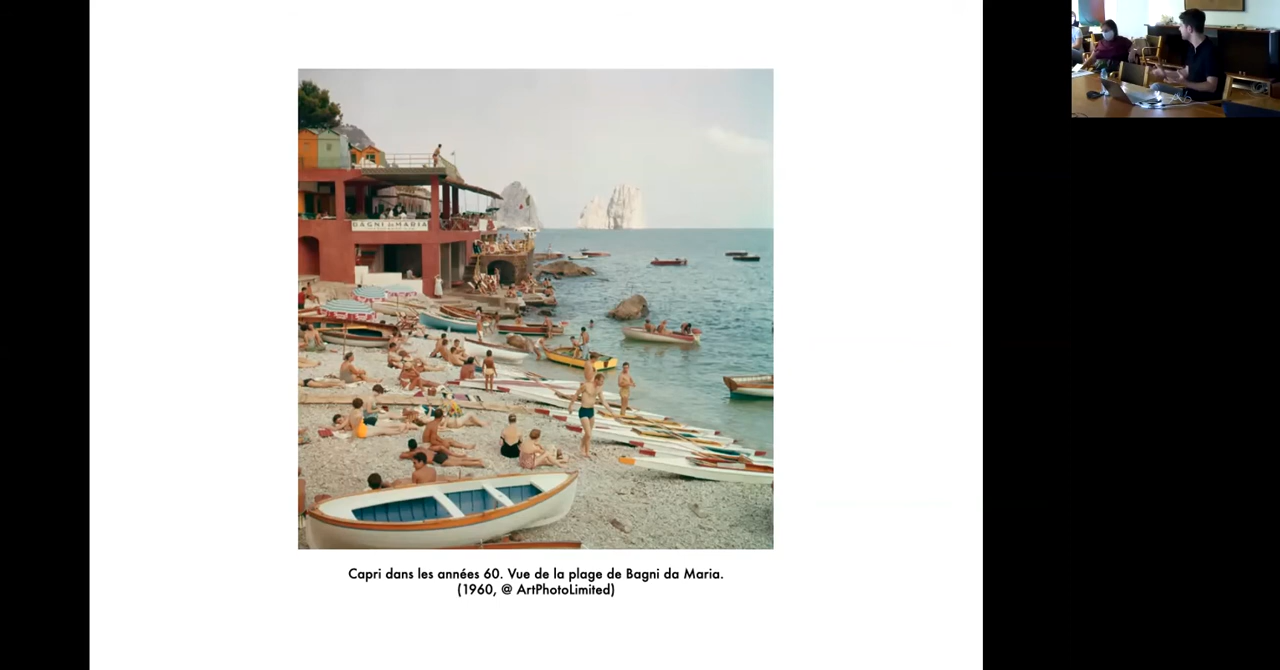 BAGNI da MARIA
Capri dans les années 60. Vue de la plage de Bagni da Maria.
(1960, @ ArtPhotoLimited)